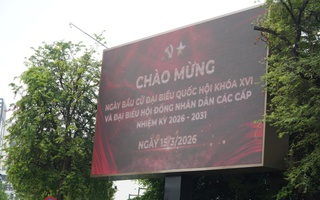 CHÀO MỪNG
NGÀY BẦU CỬ ĐẠI BIỂU QUỐC HỘI KHÓA XVI
VÀ ĐẠI BIỂU HỘI ĐỒNG NHÂN DÂN CÁC CẤP
NHIỆM KỲ 2026 - 2031
NGÀY 15/3/2026